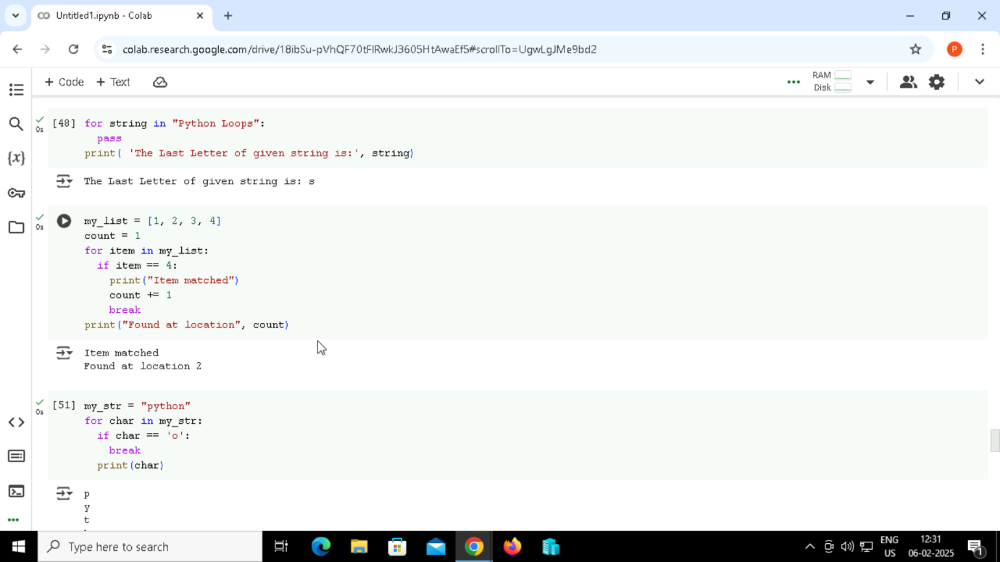 Untitled1.ipynb - Colab
colab.research.google.com/drive/18ibSu-pVhQF70tFlRwkJ3605HtAwaEf5#scrollTo=UgwLgJMe9bd2
P
+ Code + Text
RAM
Disk
0s
[48] for string in "Python Loops":
pass
print( 'The Last Letter of given string is:', string)
The Last Letter of given string is: s
{x}
0s
my_list = [1, 2, 3, 4]
count = 1
for item in my_list:
if item == 4:
print("Item matched")
count += 1
break
print("Found at location", count)
Item matched
Found at location 2
0s
[51] my_str = "python"
for char in my_str:
if char == 'o':
break
print(char)
p
y
t
Type here to search
ENG
US
12:31
06-02-2025
1